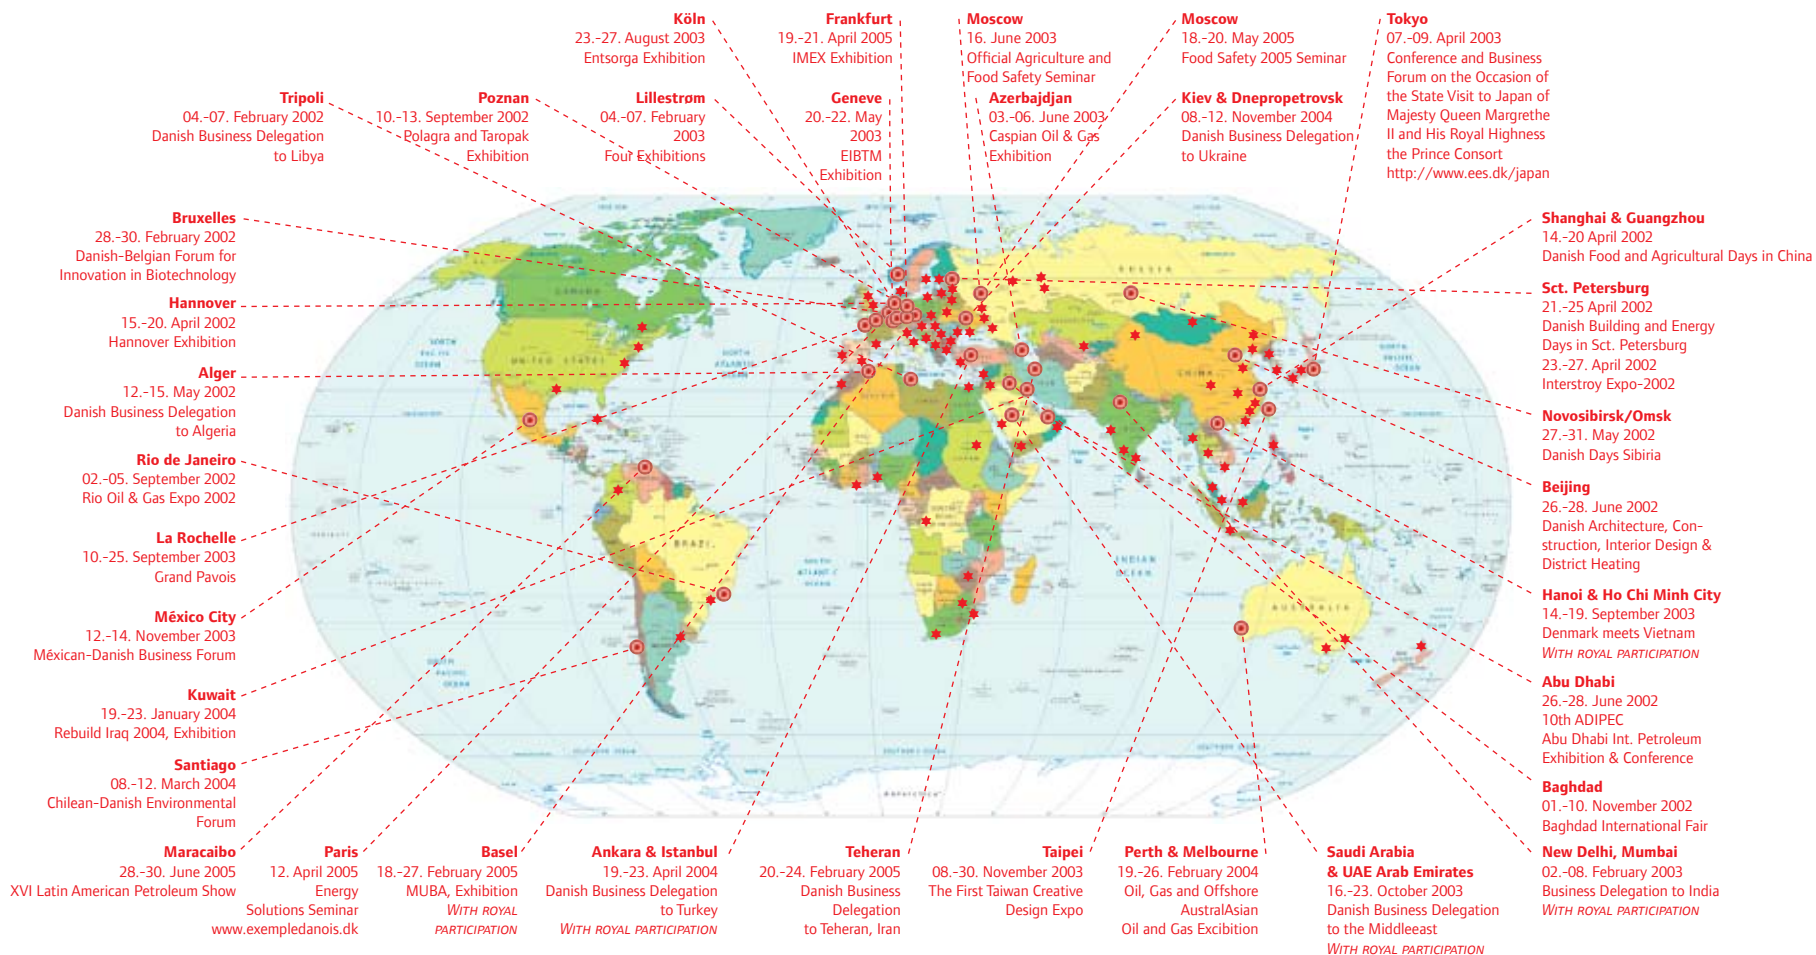 Köln
23.-27. August 2003
Entsorga Exhibition
Frankfurt
19.-21. April 2005
IMEX Exhibition
Moscow
16. June 2003
Official Agriculture and
Food Safety Seminar
Moscow
18.-20. May 2005
Food Safety 2005 Seminar
Tokyo
07.-09. April 2003
Conference and Business
Forum on the Occasion of
the State Visit to Japan of
Majesty Queen Margrethe
II and His Royal Highness
the Prince Consort
http://www.ees.dk/japan
Tripoli
04.-07. February 2002
Danish Business Delegation
to Libya
Poznan
10.-13. September 2002
Polagra and Taropak
Exhibition
Lillestrøm
04.-07. February
2003
Four Exhibitions
Geneve
20.-22. May
2003
EIBTM
Exhibition
Azerbajdjan
03.-06. June 2003
Caspian Oil & Gas
Exhibition
Kiev & Dnepropetrovsk
08.-12. November 2004
Danish Business Delegation
to Ukraine
Bruxelles
28.-30. February 2002
Danish-Belgian Forum for
Innovation in Biotechnology
Hannover
15.-20. April 2002
Hannover Exhibition
Alger
12.-15. May 2002
Danish Business Delegation
to Algeria
Rio de Janeiro
02.-05. September 2002
Rio Oil & Gas Expo 2002
La Rochelle
10.-25. September 2003
Grand Pavois
México City
12.-14. November 2003
Méxican-Danish Business Forum
Kuwait
19.-23. January 2004
Rebuild Iraq 2004, Exhibition
Santiago
08.-12. March 2004
Chilean-Danish Environmental
Forum
Maracaibo
28.-30. June 2005
XVI Latin American Petroleum Show
Paris
12. April 2005
Energy
Solutions Seminar
www.exempledanois.dk
Basel
18.-27. February 2005
MUBA, Exhibition
WITH ROYAL
PARTICIPATION
Ankara & Istanbul
19.-23. April 2004
Danish Business Delegation
to Turkey
WITH ROYAL PARTICIPATION
Teheran
20.-24. February 2005
Danish Business
Delegation
to Teheran, Iran
Taipei
08.-30. November 2003
The First Taiwan Creative
Design Expo
Perth & Melbourne
19.-26. February 2004
Oil, Gas and Offshore
AustralAsian
Oil and Gas Excibition
Saudi Arabia
& UAE Arab Emirates
16.-23. October 2003
Danish Business Delegation
to the Middleeast
WITH ROYAL PARTICIPATION
Shanghai & Guangzhou
14.-20 April 2002
Danish Food and Agricultural Days in China
Sct. Petersburg
21.-25 April 2002
Danish Building and Energy
Days in Sct. Petersburg
23.-27. April 2002
Interstroy Expo-2002
Novosibirsk/Omsk
27.-31. May 2002
Danish Days Sibiria
Beijing
26.-28. June 2002
Danish Architecture, Con-
struction, Interior Design &
District Heating
Hanoi & Ho Chi Minh City
14.-19. September 2003
Denmark meets Vietnam
WITH ROYAL PARTICIPATION
Abu Dhabi
26.-28. June 2002
10th ADIPEC
Abu Dhabi Int. Petroleum
Exhibition & Conference
Baghdad
01.-10. November 2002
Baghdad International Fair
New Delhi, Mumbai
02.-08. February 2003
Business Delegation to India
WITH ROYAL PARTICIPATION
CANADA
UNITED STATES
BRAZIL
RUSSIA
CHINA
AUSTRALIA
INDIAN
OCEAN
Antarctica